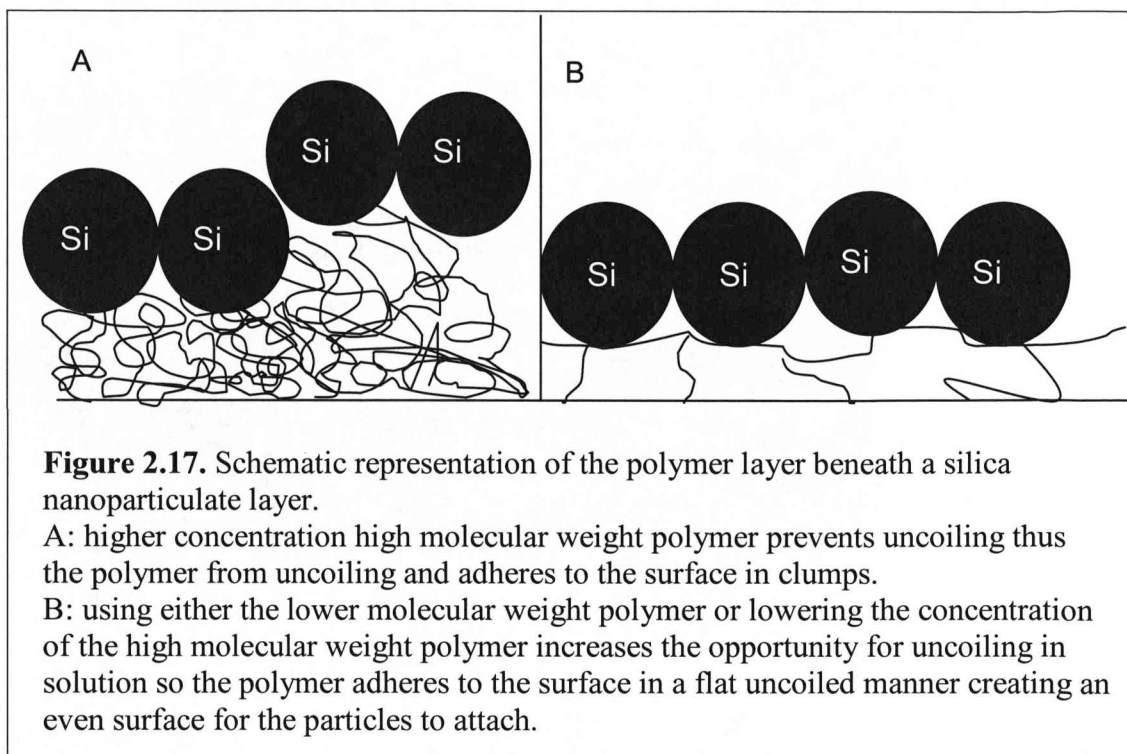 A
B
Si
Si
Si
Si
Si
Si
Si
Si
Figure 2.17. Schematic representation of the polymer layer beneath a silica
nanoparticulate layer.
A: higher concentration high molecular weight polymer prevents uncoiling thus
the polymer from uncoiling and adheres to the surface in clumps.
B: using either the lower molecular weight polymer or lowering the concentration
of the high molecular weight polymer increases the opportunity for uncoiling in
solution so the polymer adheres to the surface in a flat uncoiled manner creating an
even surface for the particles to attach.